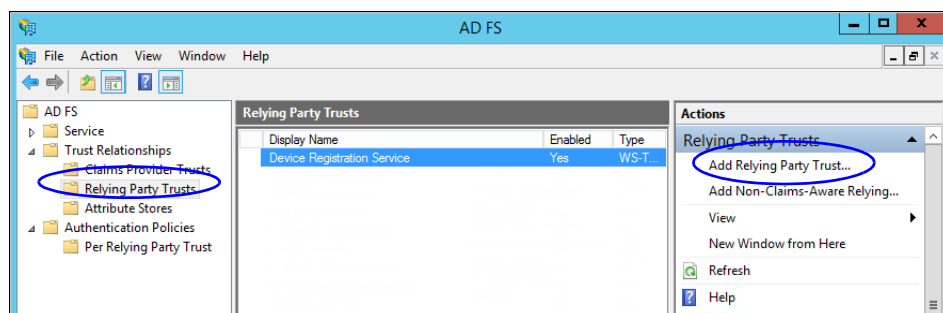 AD FS
File Action View Window Help
AD FS
Service
Trust Relationships
Claims Provider Trusts
Relying Party Trusts
Attribute Stores
Authentication Policies
Per Relying Party Trust
Relying Party Trusts
Display Name Enabled Type
Device Registration Service Yes WS-T...
Actions
Relying Party Trusts
Add Relying Party Trust...
Add Non-Claims-Aware Relying...
View
New Window from Here
Refresh
Help